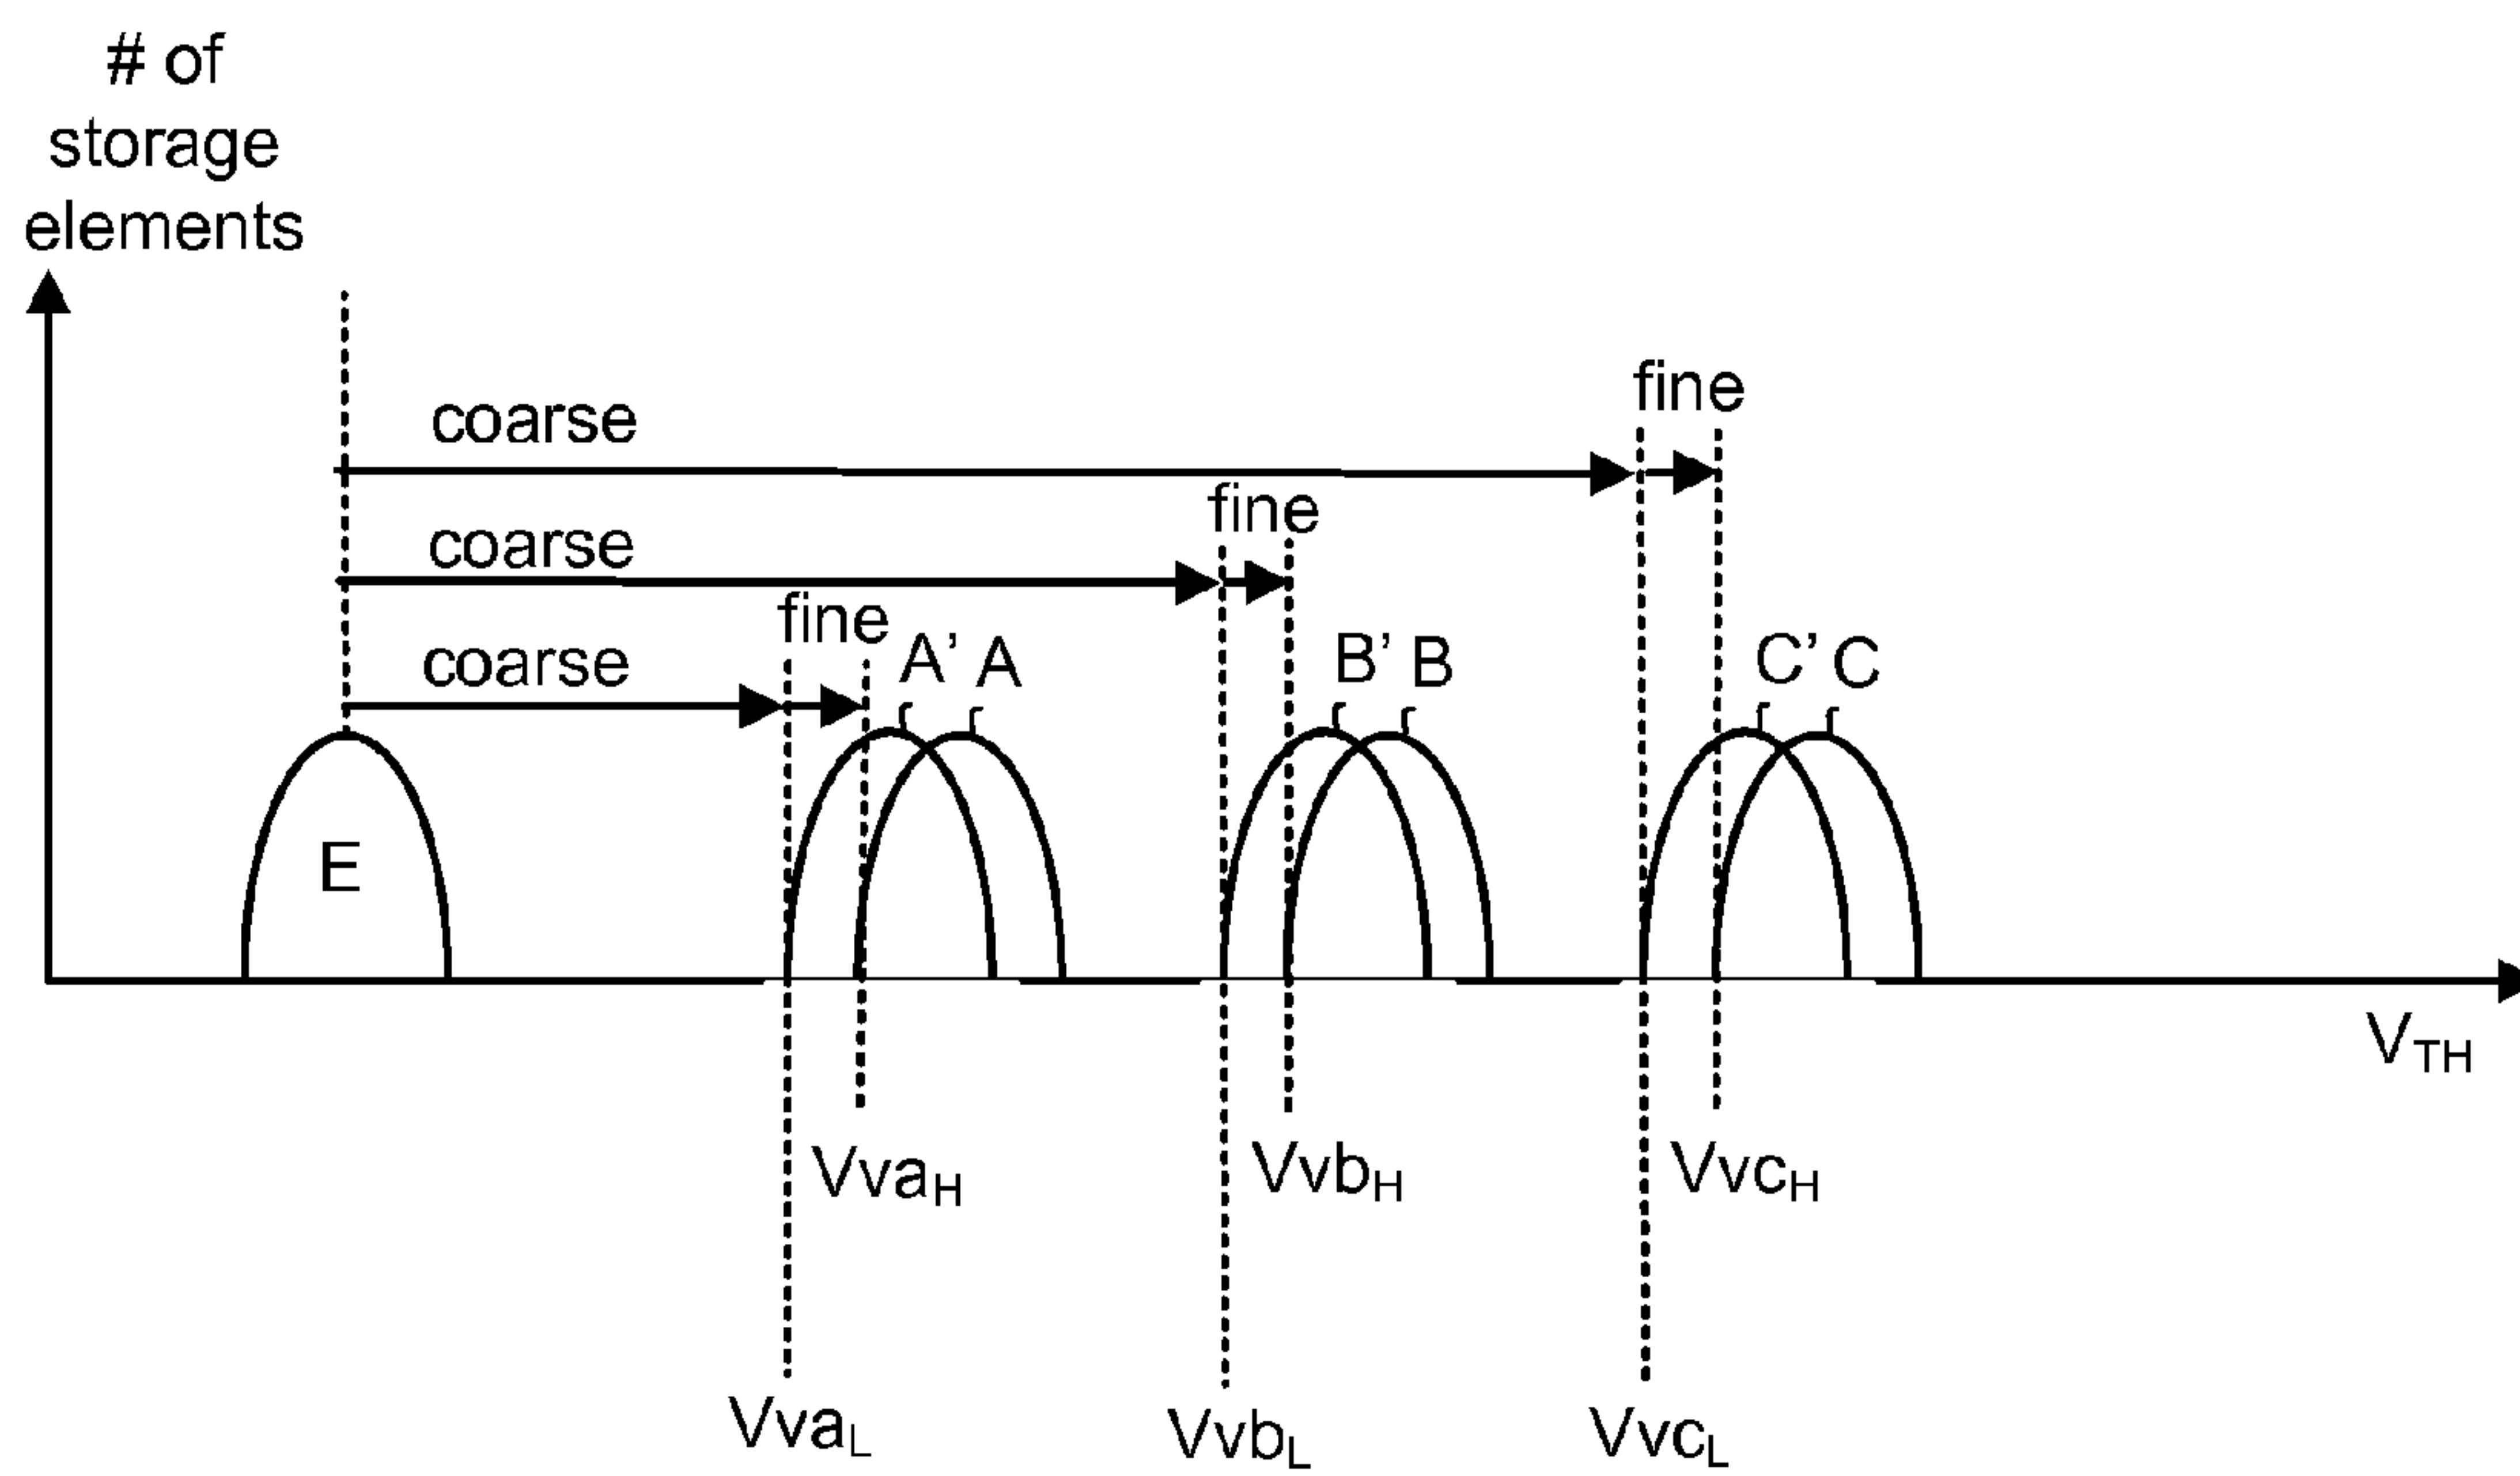 # of
storage
elements
fine
coarse
fine
coarse
fine
coarse
A’ A
B’ B
C’ C
E
V_TH
Vva_H
Vvb_H
Vvc_H
Vva_L
Vvb_L
Vvc_L